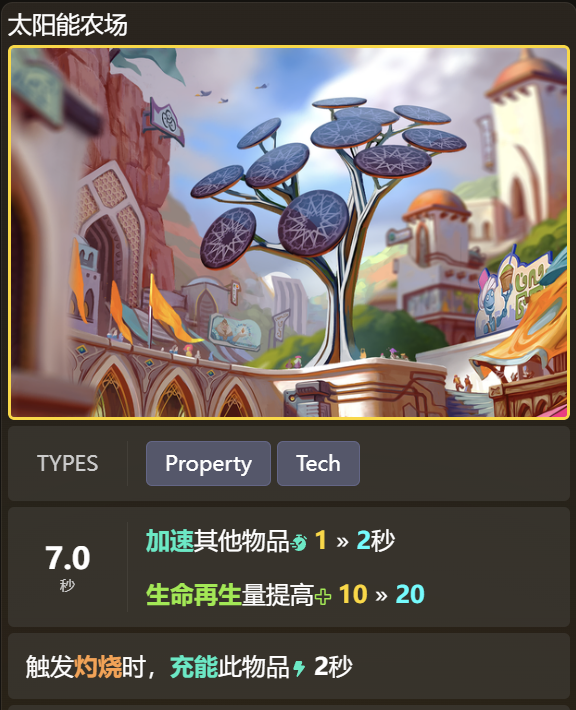 太阳能农场
TYPES Property Tech
7.0
秒
加速其他物品 1 » 2秒
生命再生量提高 10 » 20
触发灼烧时，充能此物品 2秒